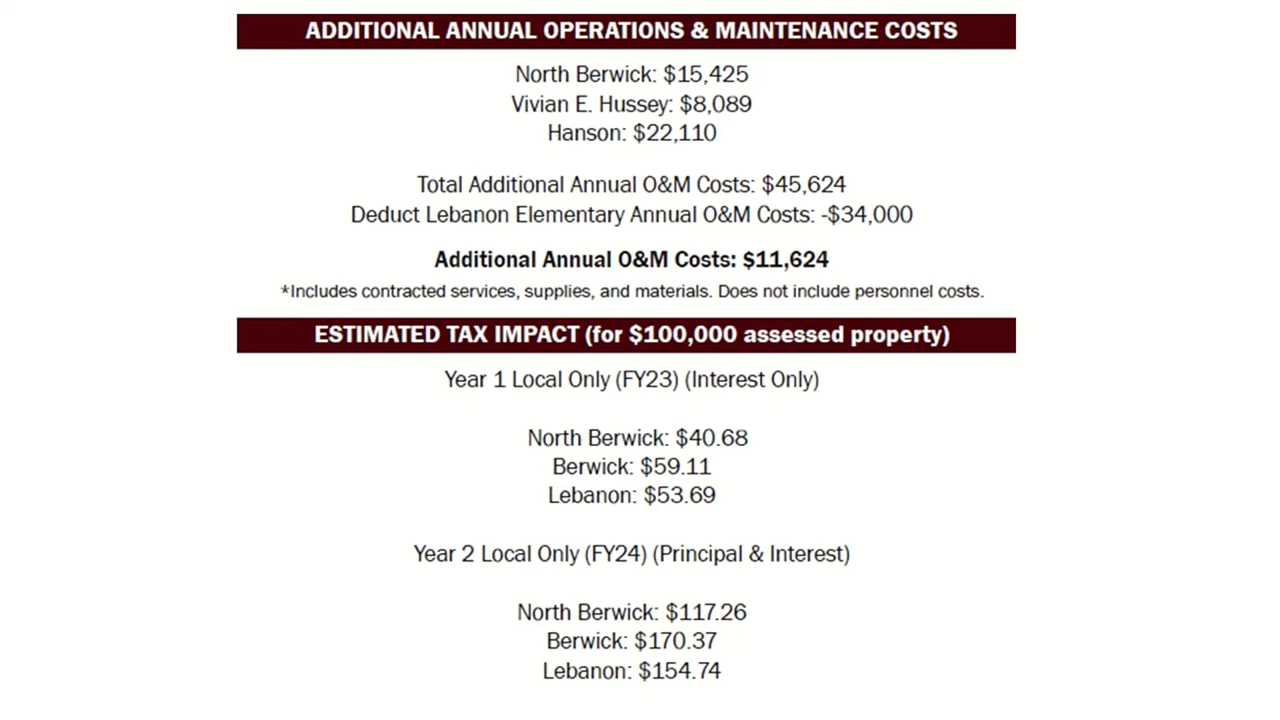 ADDITIONAL ANNUAL OPERATIONS & MAINTENANCE COSTS
North Berwick: $15,425
Vivian E. Hussey: $8,089
Hanson: $22,110
Total Additional Annual O&M Costs: $45,624
Deduct Lebanon Elementary Annual O&M Costs: -$34,000
Additional Annual O&M Costs: $11,624
*Includes contracted services, supplies, and materials. Does not include personnel costs.
ESTIMATED TAX IMPACT (for $100,000 assessed property)
Year 1 Local Only (FY23) (Interest Only)
North Berwick: $40.68
Berwick: $59.11
Lebanon: $53.69
Year 2 Local Only (FY24) (Principal & Interest)
North Berwick: $117.26
Berwick: $170.37
Lebanon: $154.74